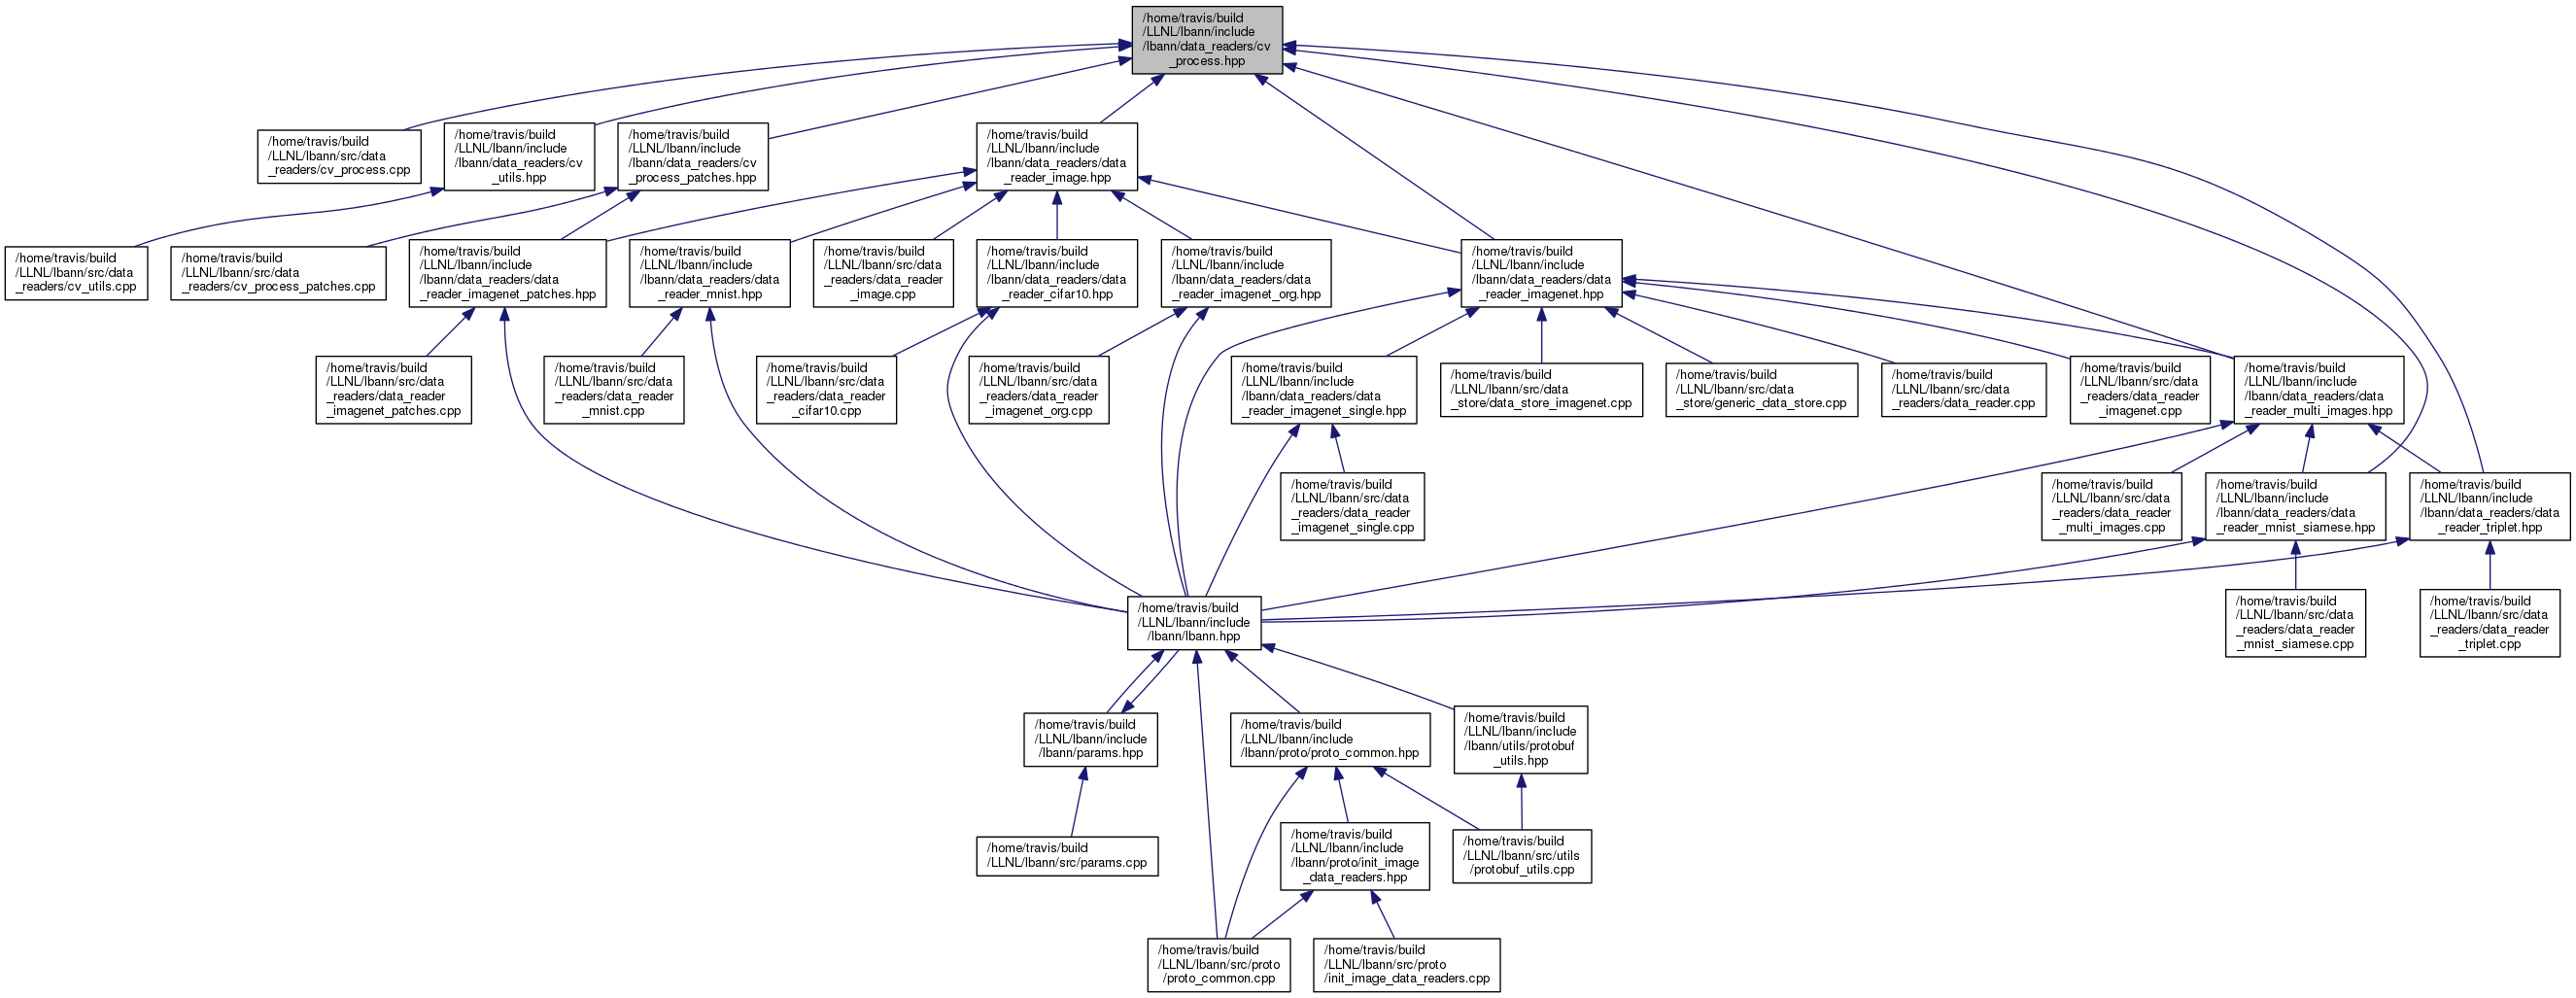 /home/travis/build
/LLNL/lbann/include
/lbann/data_readers/cv
_process.hpp
/home/travis/build
/LLNL/lbann/src/data
_readers/cv_process.cpp
/home/travis/build
/LLNL/lbann/include
/lbann/data_readers/cv
_utils.hpp
/home/travis/build
/LLNL/lbann/include
/lbann/data_readers/cv
_process_patches.hpp
/home/travis/build
/LLNL/lbann/include
/lbann/data_readers/data
_reader_image.hpp
/home/travis/build
/LLNL/lbann/src/data
_readers/cv_utils.cpp
/home/travis/build
/LLNL/lbann/src/data
_readers/cv_process_patches.cpp
/home/travis/build
/LLNL/lbann/include
/lbann/data_readers/data
_reader_imagenet_patches.hpp
/home/travis/build
/LLNL/lbann/include
/lbann/data_readers/data
_reader_mnist.hpp
/home/travis/build
/LLNL/lbann/src/data
_readers/data_reader
_image.cpp
/home/travis/build
/LLNL/lbann/include
/lbann/data_readers/data
_reader_cifar10.hpp
/home/travis/build
/LLNL/lbann/include
/lbann/data_readers/data
_reader_imagenet_org.hpp
/home/travis/build
/LLNL/lbann/include
/lbann/data_readers/data
_reader_imagenet.hpp
/home/travis/build
/LLNL/lbann/src/data
_readers/data_reader
_imagenet_patches.cpp
/home/travis/build
/LLNL/lbann/src/data
_readers/data_reader
_mnist.cpp
/home/travis/build
/LLNL/lbann/src/data
_readers/data_reader
_cifar10.cpp
/home/travis/build
/LLNL/lbann/src/data
_readers/data_reader
_imagenet_org.cpp
/home/travis/build
/LLNL/lbann/include
/lbann/data_readers/data
_reader_imagenet_single.hpp
/home/travis/build
/LLNL/lbann/src/data
_store/data_store_imagenet.cpp
/home/travis/build
/LLNL/lbann/src/data
_store/generic_data_store.cpp
/home/travis/build
/LLNL/lbann/src/data
_readers/data_reader.cpp
/home/travis/build
/LLNL/lbann/src/data
_readers/data_reader
_imagenet.cpp
/home/travis/build
/LLNL/lbann/include
/lbann/data_readers/data
_reader_multi_images.hpp
/home/travis/build
/LLNL/lbann/src/data
_readers/data_reader
_imagenet_single.cpp
/home/travis/build
/LLNL/lbann/src/data
_readers/data_reader
_multi_images.cpp
/home/travis/build
/LLNL/lbann/include
/lbann/data_readers/data
_reader_mnist_siamese.hpp
/home/travis/build
/LLNL/lbann/include
/lbann/data_readers/data
_reader_triplet.hpp
/home/travis/build
/LLNL/lbann/include
/lbann/lbann.hpp
/home/travis/build
/LLNL/lbann/src/data
_readers/data_reader
_mnist_siamese.cpp
/home/travis/build
/LLNL/lbann/src/data
_readers/data_reader
_triplet.cpp
/home/travis/build
/LLNL/lbann/include
/lbann/params.hpp
/home/travis/build
/LLNL/lbann/include
/lbann/proto/proto_common.hpp
/home/travis/build
/LLNL/lbann/include
/lbann/utils/protobuf
_utils.hpp
/home/travis/build
/LLNL/lbann/src/params.cpp
/home/travis/build
/LLNL/lbann/include
/lbann/proto/init_image
_data_readers.hpp
/home/travis/build
/LLNL/lbann/src/utils
/protobuf_utils.cpp
/home/travis/build
/LLNL/lbann/src/proto
/proto_common.cpp
/home/travis/build
/LLNL/lbann/src/proto
/init_image_data_readers.cpp